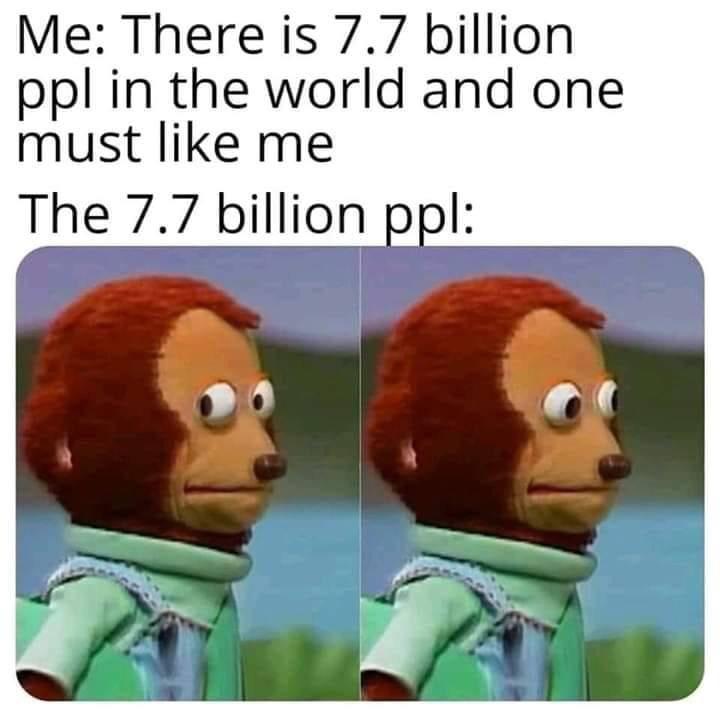 Me: There is 7.7 billion
ppl in the world and one
must like me
The 7.7 billion ppl: